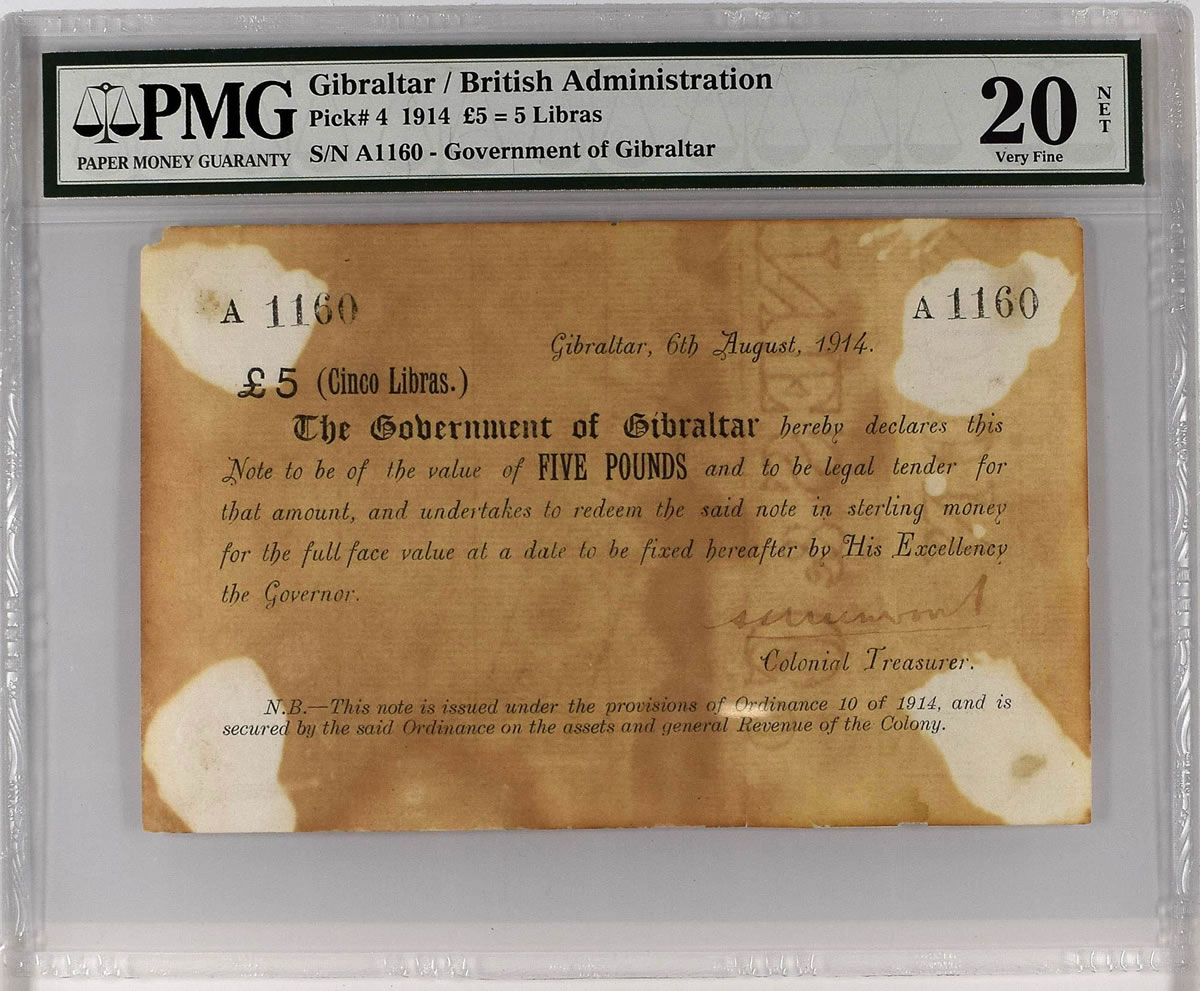 PMG
PAPER MONEY GUARANTY
Gibraltar / British Administration
Pick# 4 1914 £5 = 5 Libras
S/N A1160 - Government of Gibraltar
20
NET
Very Fine
A 1160
A 1160
Gibraltar, 6th August, 1914.
£5 (Cinco Libras.)
The Government of Gibraltar hereby declares this
Note to be of the value of FIVE POUNDS and to be legal tender for
that amount, and undertakes to redeem the said note in sterling money
for the full face value at a date to be fixed hereafter by His Excellency
the Governor.
Colonial Treasurer.
N.B.—This note is issued under the provisions of Ordinance 10 of 1914, and is
secured by the said Ordinance on the assets and general Revenue of the Colony.